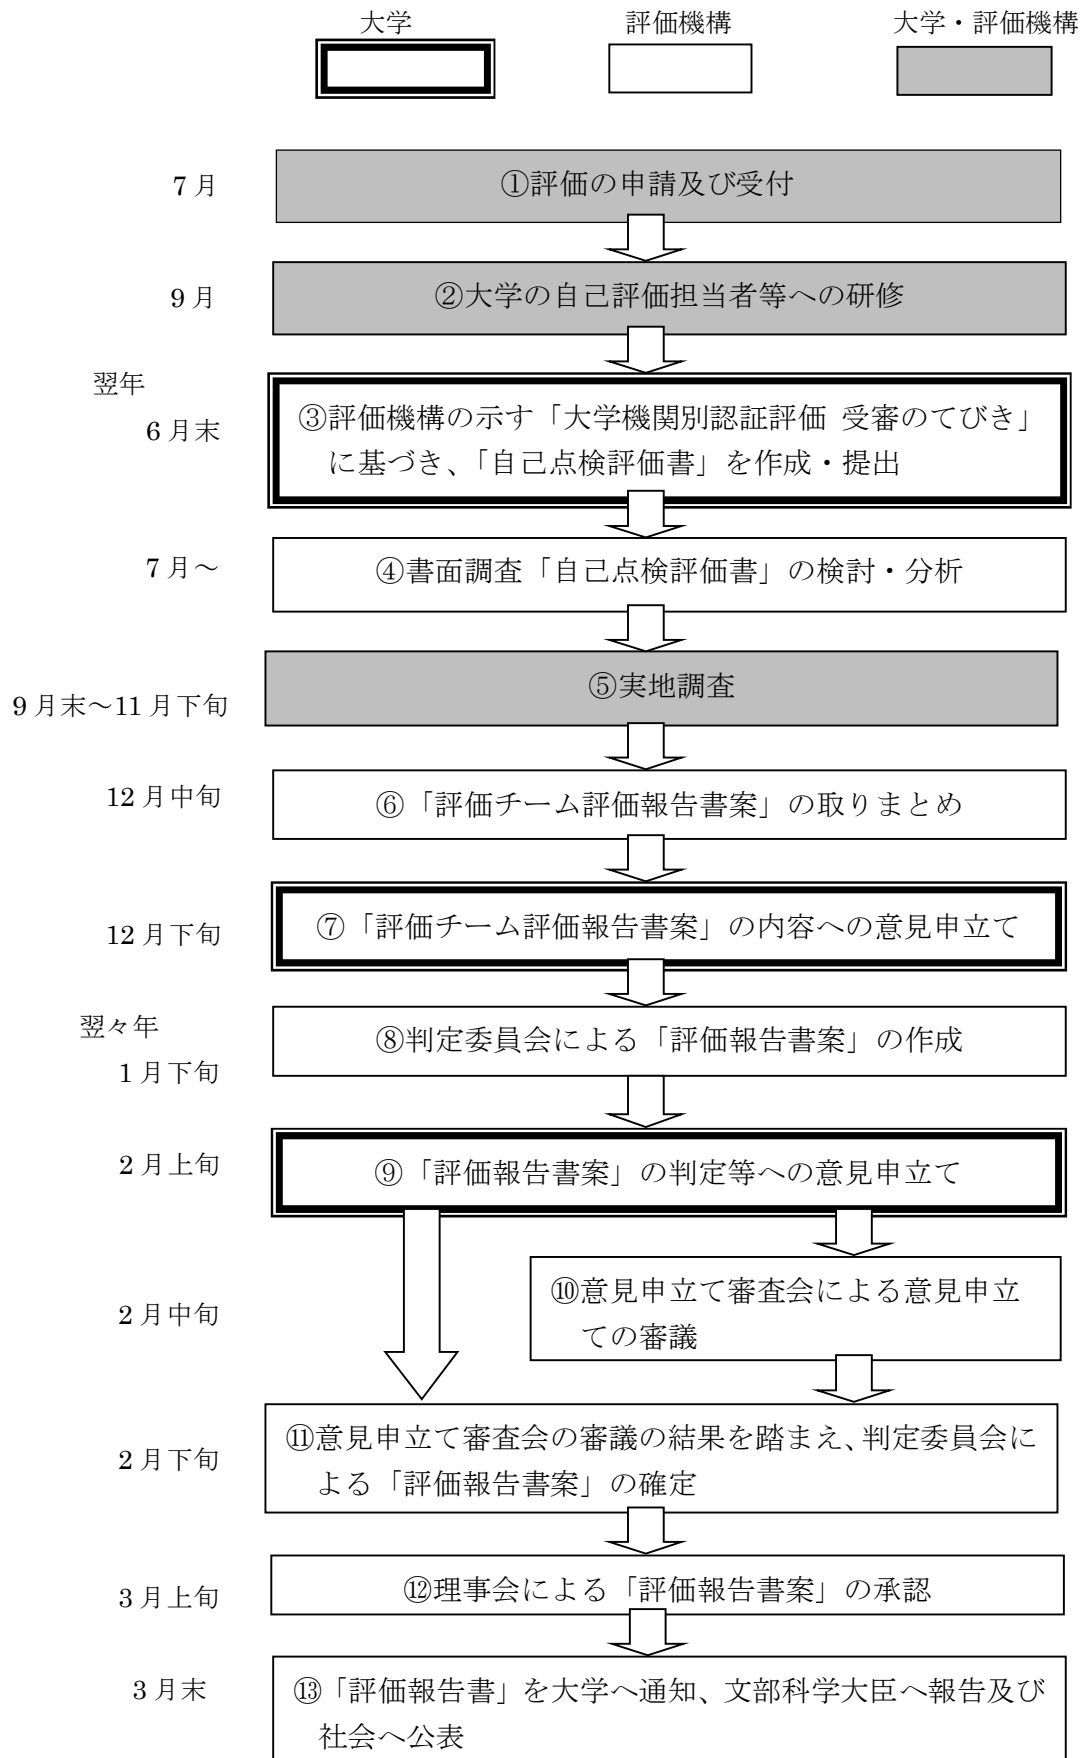 大学
評価機構
大学・評価機構
7月
①評価の申請及び受付
9月
②大学の自己評価担当者等への研修
翌年
6月末
③評価機構の示す「大学機関別認証評価 受審のてびき」
に基づき、「自己点検評価書」を作成・提出
7月～
④書面調査「自己点検評価書」の検討・分析
9月末～11月下旬
⑤実地調査
12月中旬
⑥「評価チーム評価報告書案」の取りまとめ
12月下旬
⑦「評価チーム評価報告書案」の内容への意見申立て
翌々年
1月下旬
⑧判定委員会による「評価報告書案」の作成
2月上旬
⑨「評価報告書案」の判定等への意見申立て
2月中旬
⑩意見申立て審査会による意見申立
ての審議
2月下旬
⑪意見申立て審査会の審議の結果を踏まえ、判定委員会に
よる「評価報告書案」の確定
3月上旬
⑫理事会による「評価報告書案」の承認
3月末
⑬「評価報告書」を大学へ通知、文部科学大臣へ報告及び
社会へ公表